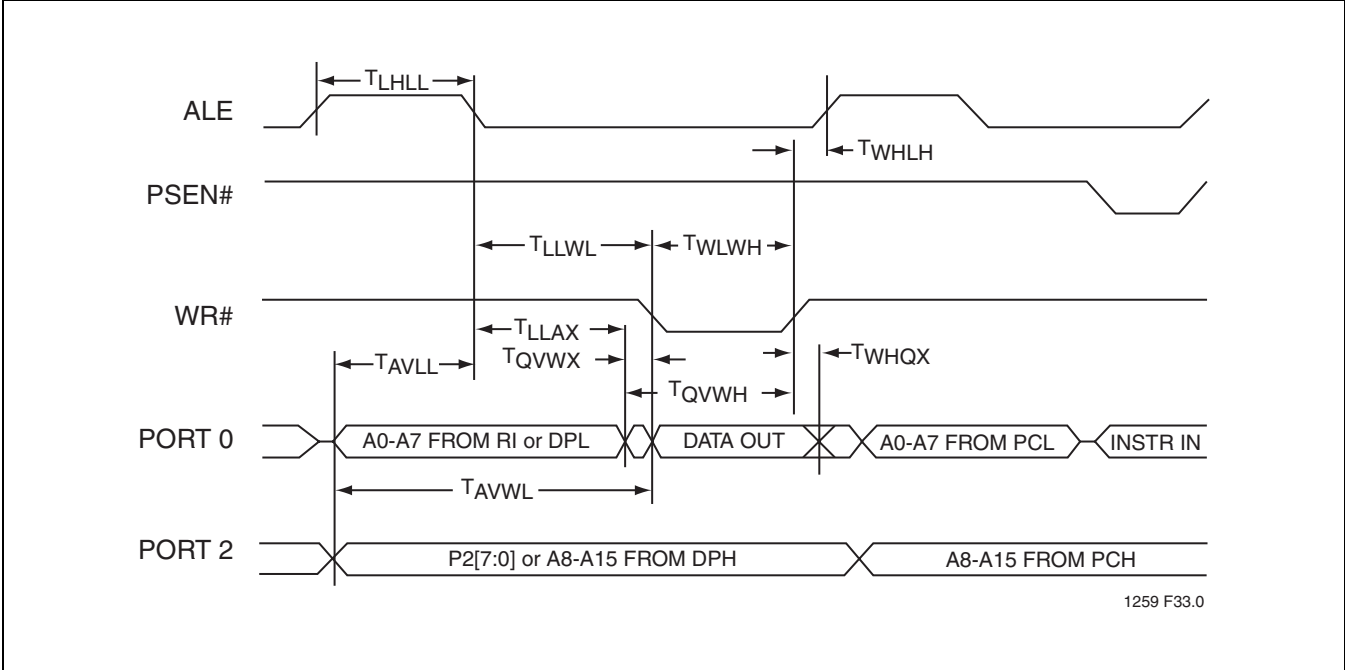 TLHLL
ALE
TWHLH
PSEN#
TLLWL
TWLWH
WR#
TLLAX
TAVLL
TQVWX
TWHQX
TQVWH
PORT 0
A0-A7 FROM RI or DPL
DATA OUT
A0-A7 FROM PCL
INSTR IN
TAVWL
PORT 2
P2[7:0] or A8-A15 FROM DPH
A8-A15 FROM PCH
1259 F33.0